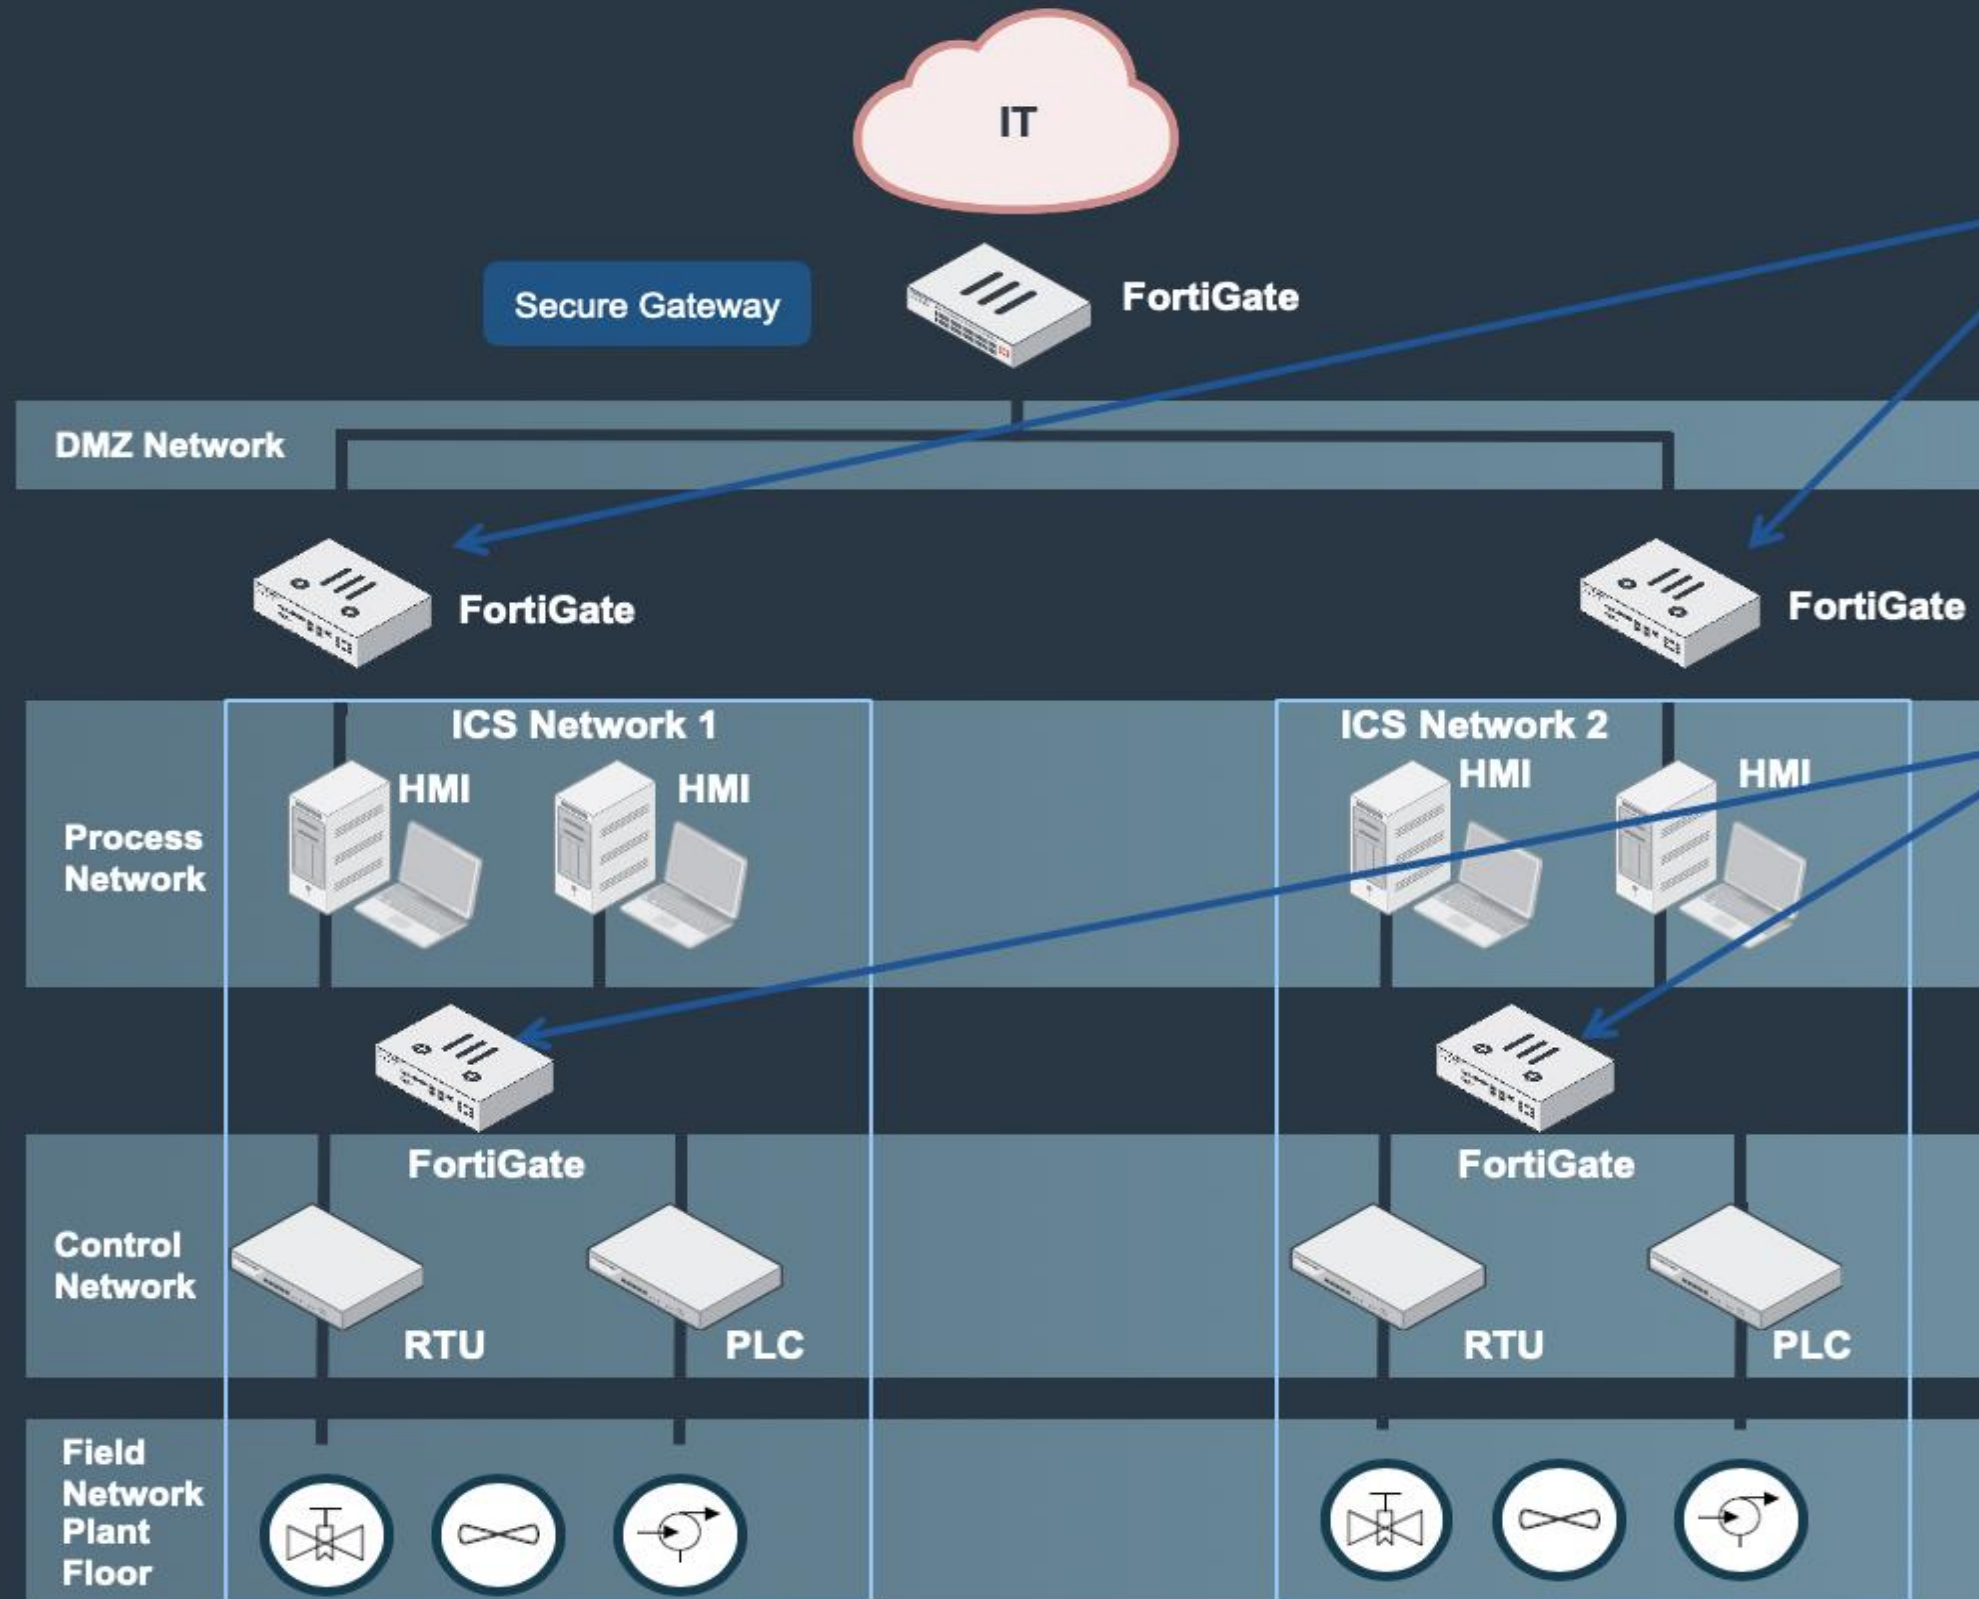 IT
Secure Gateway
FortiGate
DMZ Network
FortiGate
FortiGate
ICS Network 1
ICS Network 2
HMI
HMI
HMI
HMI
Process
Network
FortiGate
FortiGate
Control
Network
RTU
PLC
RTU
PLC
Field
Network
Plant
Floor